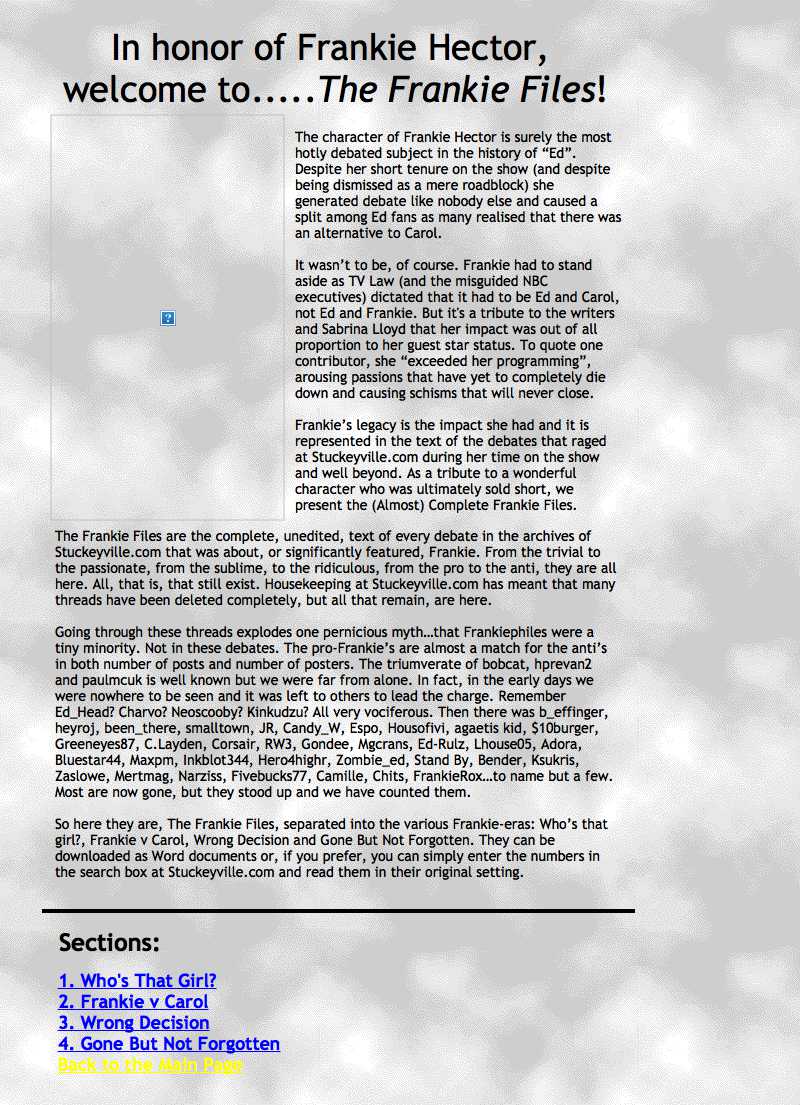 In honor of Frankie Hector,
welcome to.....The Frankie Files!
The character of Frankie Hector is surely the most
hotly debated subject in the history of “Ed”.
Despite her short tenure on the show (and despite
being dismissed as a mere roadblock) she
generated debate like nobody else and caused a
split among Ed fans as many realised that there was
an alternative to Carol.
It wasn’t to be, of course. Frankie had to stand
aside as TV Law (and the misguided NBC
executives) dictated that it had to be Ed and Carol,
not Ed and Frankie. But it's a tribute to the writers
and Sabrina Lloyd that her impact was out of all
proportion to her guest star status. To quote one
contributor, she “exceeded her programming”,
arousing passions that have yet to completely die
down and causing schisms that will never close.
Frankie’s legacy is the impact she had and it is
represented in the text of the debates that raged
at Stuckeyville.com during her time on the show
and well beyond. As a tribute to a wonderful
character who was ultimately sold short, we
present the (Almost) Complete Frankie Files.
The Frankie Files are the complete, unedited, text of every debate in the archives of
Stuckeyville.com that was about, or significantly featured, Frankie. From the trivial to
the passionate, from the sublime, to the ridiculous, from the pro to the anti, they are all
here. All, that is, that still exist. Housekeeping at Stuckeyville.com has meant that many
threads have been deleted completely, but all that remain, are here.
Going through these threads explodes one pernicious myth…that Frankiephiles were a
tiny minority. Not in these debates. The pro-Frankie’s are almost a match for the anti’s
in both number of posts and number of posters. The triumverate of bobcat, hprevan2
and paulmcuk is well known but we were far from alone. In fact, in the early days we
were nowhere to be seen and it was left to others to lead the charge. Remember
Ed_Head? Charvo? Neoscooby? Kinkudzu? All very vociferous. Then there was b_effinger,
heyroj, been_there, smalltown, JR, Candy_W, Espo, Housofivi, agaetis kid, $10burger,
Greeneyes87, C.Layden, Corsair, RW3, Gondee, Mgcrans, Ed-Rulz, Lhouse05, Adora,
Bluestar44, Maxpm, Inkblot344, Hero4highr, Zombie_ed, Stand By, Bender, Ksukris,
Zaslowe, Mertmag, Narziss, Fivebucks77, Camille, Chits, FrankieRox…to name but a few.
Most are now gone, but they stood up and we have counted them.
So here they are, The Frankie Files, separated into the various Frankie-eras: Who’s that
girl?, Frankie v Carol, Wrong Decision and Gone But Not Forgotten. They can be
downloaded as Word documents or, if you prefer, you can simply enter the numbers in
the search box at Stuckeyville.com and read them in their original setting.
Sections:
1. Who's That Girl?
2. Frankie v Carol
3. Wrong Decision
4. Gone But Not Forgotten
Back to the Main Page